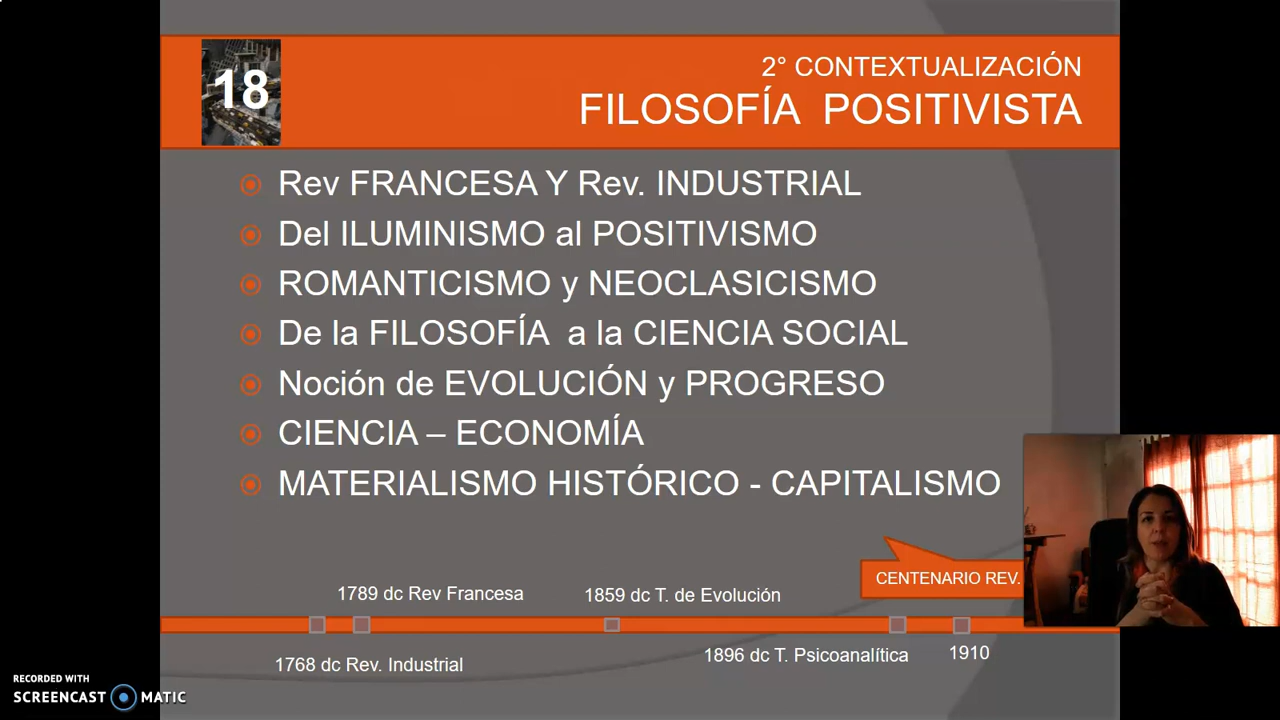 18
2° CONTEXTUALIZACIÓN
FILOSOFÍA POSITIVISTA
Rev FRANCESA Y Rev. INDUSTRIAL
Del ILUMINISMO al POSITIVISMO
ROMANTICISMO y NEOCLASICISMO
De la FILOSOFÍA a la CIENCIA SOCIAL
Noción de EVOLUCIÓN y PROGRESO
CIENCIA – ECONOMÍA
MATERIALISMO HISTÓRICO - CAPITALISMO
CENTENARIO REV.
1789 dc Rev Francesa
1859 dc T. de Evolución
1768 dc Rev. Industrial
1896 dc T. Psicoanalítica
1910
RECORDED WITH
SCREENCAST MATIC